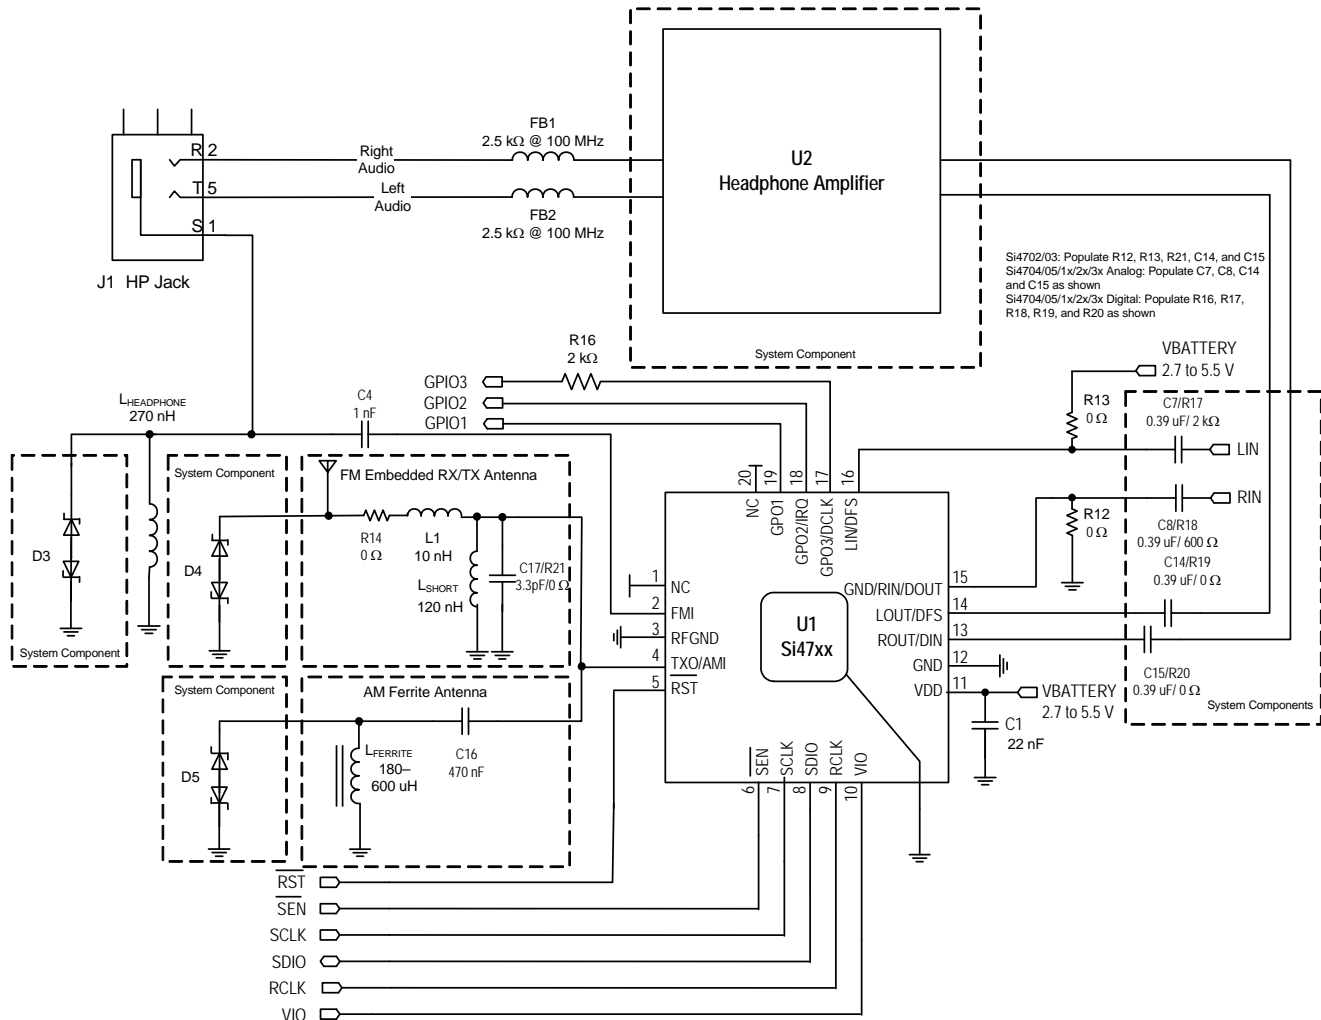 FB1
2.5 kΩ @ 100 MHz
U2
Headphone Amplifier
R 2
Right
Audio
T 5
Left
Audio
FB2
2.5 kΩ @ 100 MHz
S 1
J1 HP Jack
Si4702/03: Populate R12, R13, R21, C14, and C15
Si4704/05/1x/2x/3x Analog: Populate C7, C8, C14
and C15 as shown
Si4704/05/1x/2x/3x Digital: Populate R16, R17,
R18, R19, and R20 as shown
System Component
R16
2 kΩ
GPIO3
GPIO2
GPIO1
VBATTERY
2.7 to 5.5 V
LHEADPHONE
270 nH
C4
1 nF
R13
0 Ω
C7/R17
0.39 uF/ 2 kΩ
LIN
RIN
R12
0 Ω
C8/R18
0.39 uF/ 600 Ω
C14/R19
0.39 uF/ 0 Ω
C15/R20
0.39 uF/ 0 Ω
System Components
D3
System Component
System Component
D4
FM Embedded RX/TX Antenna
R14
0 Ω
L1
10 nH
LSHORT
120 nH
C17/R21
3.3pF/0 Ω
20
19
18
17
16
NC
GPO1
GPO2/IRQ
GPO3/DCLK
LIN/DFS
1
NC
2
FMI
3
RFGND
4
TXO/AMI
5
RST
U1
Si47xx
GND/RIN/DOUT
15
LOUT/DFS
14
ROUT/DIN
13
GND
12
VDD
11
VBATTERY
2.7 to 5.5 V
C1
22 nF
SEN
SCLK
SDIO
RCLK
VIO
6
7
8
9
10
System Component
D5
AM Ferrite Antenna
LFERRITE
180–
600 uH
C16
470 nF
RST
SEN
SCLK
SDIO
RCLK
VIO